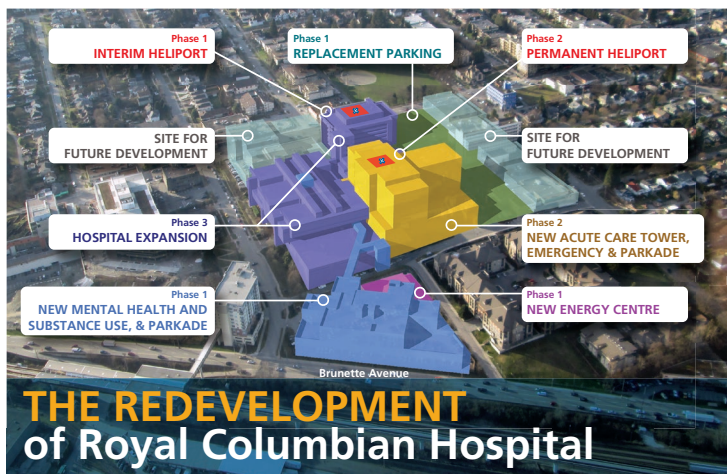 Phase 1
INTERIM HELIPORT
Phase 1
REPLACEMENT PARKING
Phase 2
PERMANENT HELIPORT
SITE FOR
FUTURE DEVELOPMENT
SITE FOR
FUTURE DEVELOPMENT
Phase 3
HOSPITAL EXPANSION
Phase 2
NEW ACUTE CARE TOWER,
EMERGENCY & PARKADE
Phase 1
NEW MENTAL HEALTH AND
SUBSTANCE USE, & PARKADE
Phase 1
NEW ENERGY CENTRE
Brunette Avenue
THE REDEVELOPMENT
of Royal Columbian Hospital